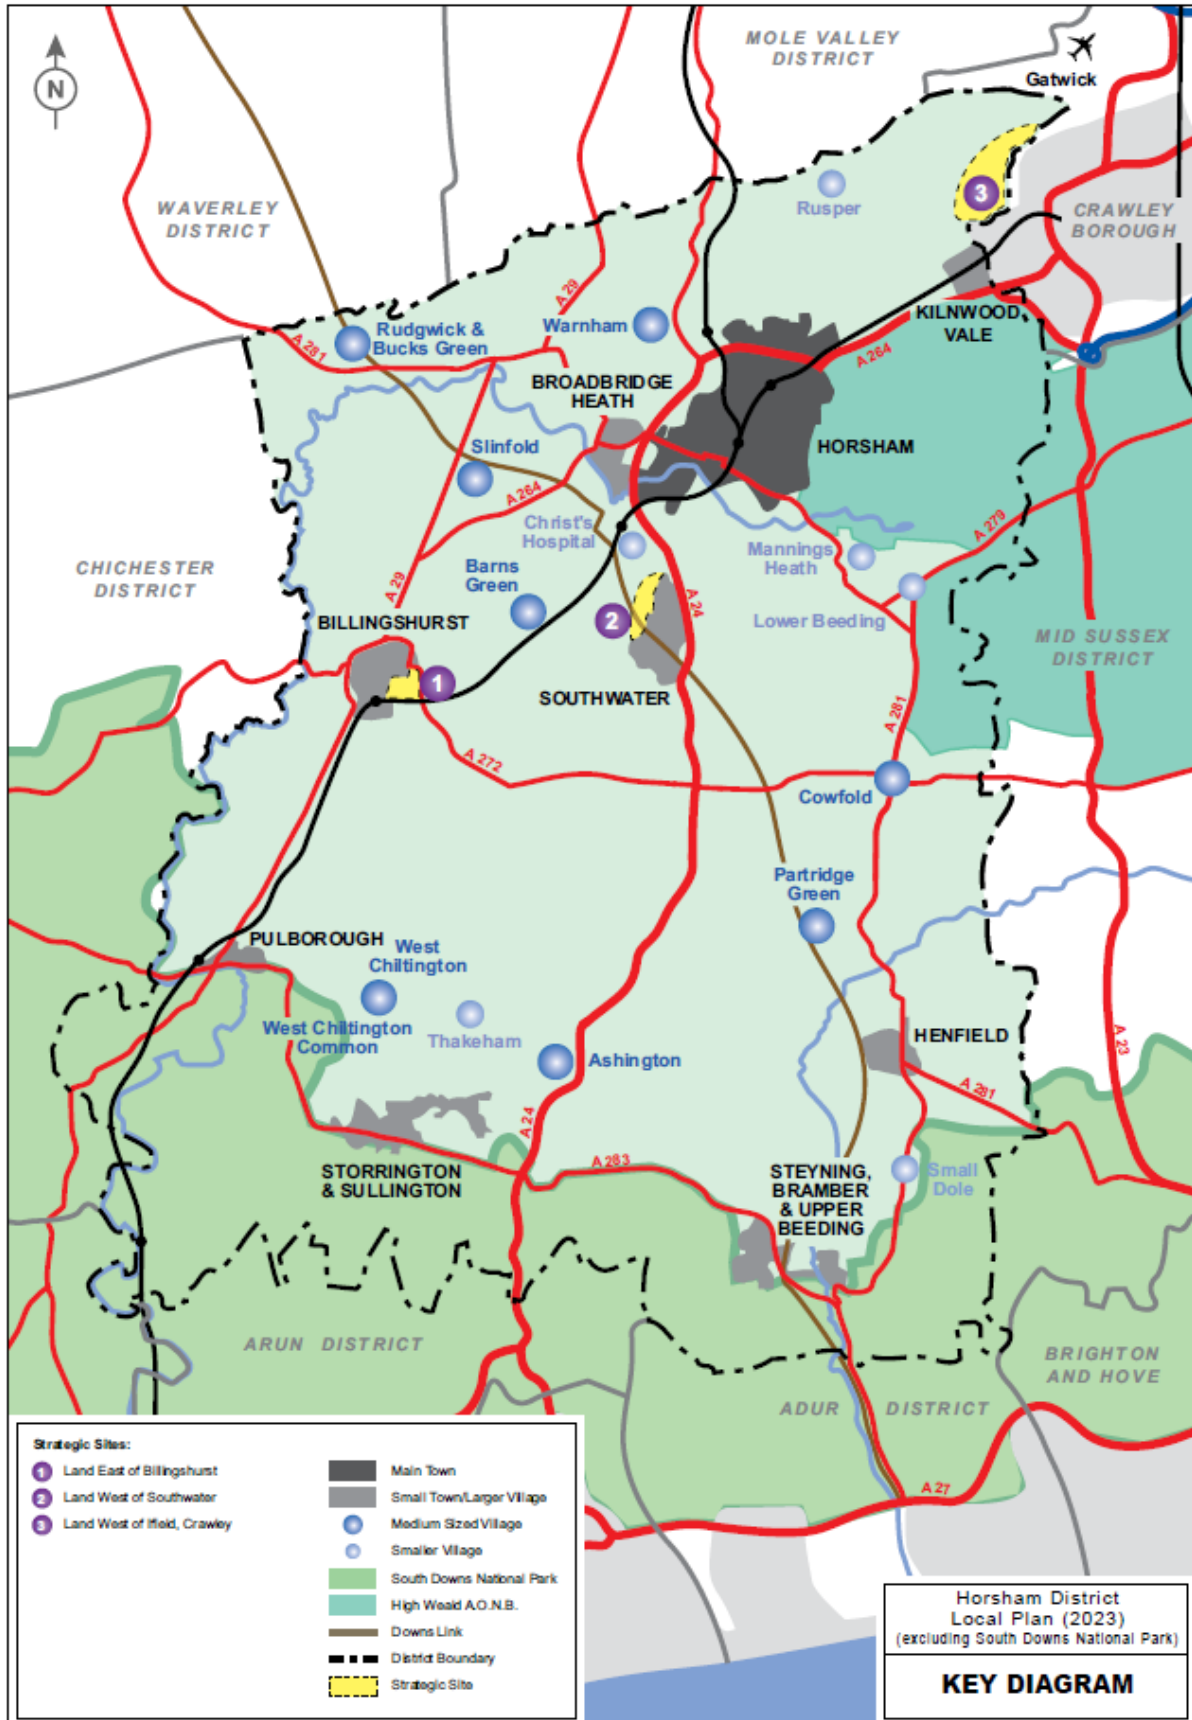 MOLE VALLEY
DISTRICT
Gatwick
N
WAVERLEY
DISTRICT
Rusper
3
CRAWLEY
BOROUGH
A 29
KILNWOOD
VALE
Rudgwick &
Bucks Green
Warnham
A 281
A 264
BROADBRIDGE
HEATH
HORSHAM
Slinfold
A 264
Christ's
Hospital
A 279
Mannings
Heath
CHICHESTER
DISTRICT
Barns
Green
A 29
A 24
BILLINGSHURST
2
Lower Beeding
MID SUSSEX
DISTRICT
1
SOUTHWATER
A 281
A 272
Cowfold
Partridge
Green
PULBOROUGH
West
Chiltington
West Chiltington
Common
Thakeham
Ashington
HENFIELD
A 23
A 281
A 24
A 283
STORRINGTON
& SULLINGTON
STEYNING,
BRAMBER
& UPPER
BEEDING
Small
Dole
ARUN DISTRICT
BRIGHTON
AND HOVE
ADUR DISTRICT
A 27
Strategic Sites:
1 Land East of Billingshurst
2 Land West of Southwater
3 Land West of Ifield, Crawley
Main Town
Small Town/Larger Village
Medium Sized Village
Smaller Village
South Downs National Park
High Weald A.O.N.B.
Downs Link
District Boundary
Strategic Site
Horsham District
Local Plan (2023)
(excluding South Downs National Park)
KEY DIAGRAM